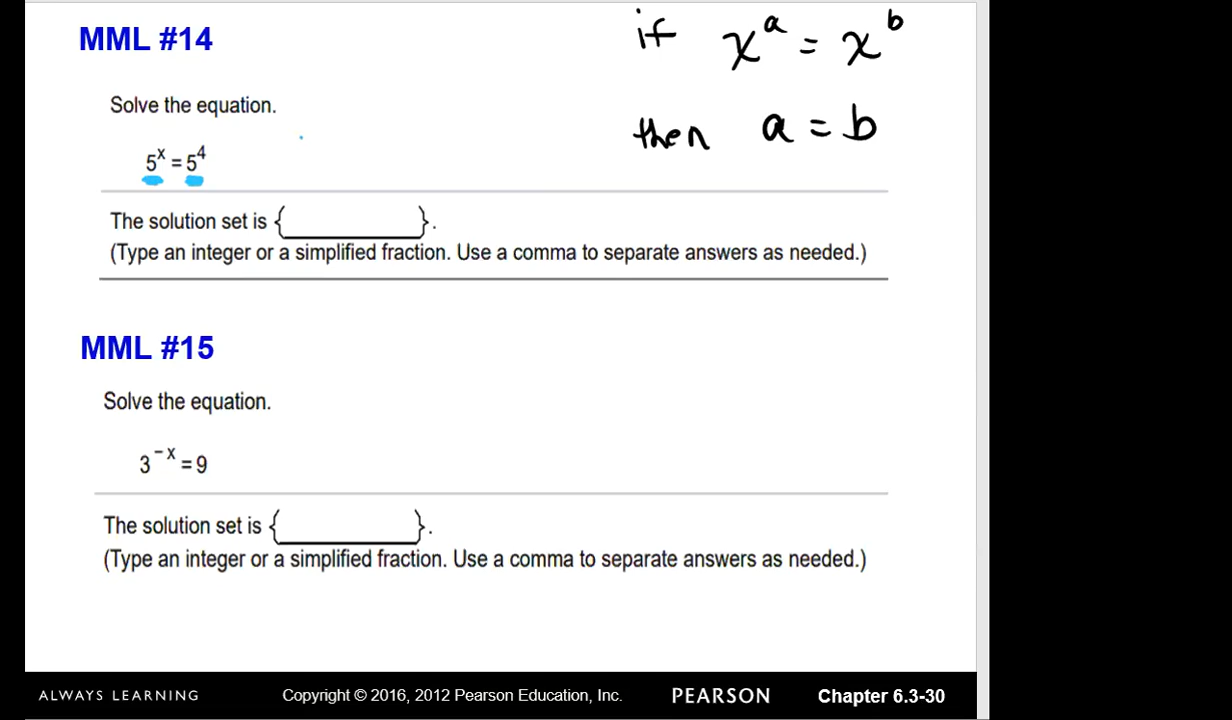 MML #14
if x^a = x^b
Solve the equation.
then a = b
5^x = 5^4
The solution set is { }.
(Type an integer or a simplified fraction. Use a comma to separate answers as needed.)
MML #15
Solve the equation.
3^-x = 9
The solution set is { }.
(Type an integer or a simplified fraction. Use a comma to separate answers as needed.)
ALWAYS LEARNING Copyright © 2016, 2012 Pearson Education, Inc. PEARSON Chapter 6.3-30